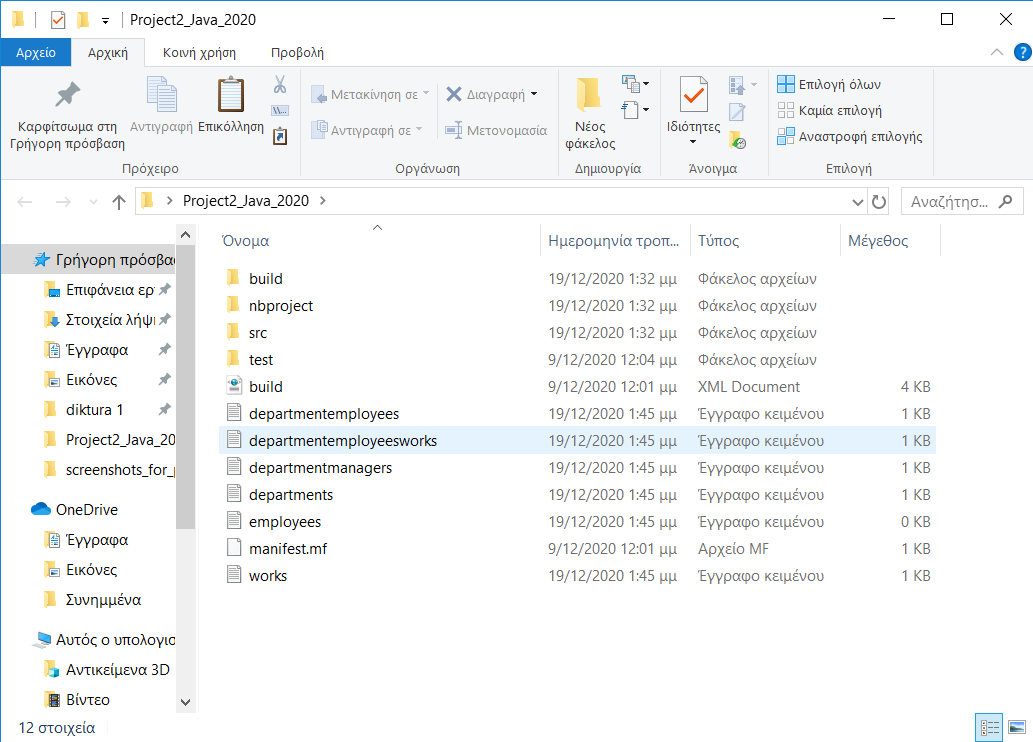 Project2_Java_2020
Αρχείο Αρχική Κοινή χρήση Προβολή
Καρφίτσωμα στη Γρήγορη πρόσβαση
Αντιγραφή
Επικόλληση
Πρόχειρο
Μετακίνηση σε
Αντιγραφή σε
Διαγραφή
Μετονομασία
Οργάνωση
Νέος φάκελος
Δημιουργία
Ιδιότητες
Άνοιγμα
Επιλογή όλων
Καμία επιλογή
Αναστροφή επιλογής
Επιλογή
Project2_Java_2020
Αναζήτησ...
Γρήγορη πρόσβα
Επιφάνεια ερ
Στοιχεία λήψ
Έγγραφα
Εικόνες
diktura 1
Project2_Java_20
screenshots_for_
OneDrive
Έγγραφα
Εικόνες
Συνημμένα
Αυτός ο υπολογισ
Αντικείμενα 3D
Βίντεο
Όνομα Ημερομηνία τροπ... Τύπος Μέγεθος
build 19/12/2020 1:32 μμ Φάκελος αρχείων
nbproject 19/12/2020 1:32 μμ Φάκελος αρχείων
src 19/12/2020 1:32 μμ Φάκελος αρχείων
test 9/12/2020 12:04 μμ Φάκελος αρχείων
build 9/12/2020 12:01 μμ XML Document 4 KB
departmentemployees 19/12/2020 1:45 μμ Έγγραφο κειμένου 1 KB
departmentemployeesworks 19/12/2020 1:45 μμ Έγγραφο κειμένου 1 KB
departmentmanagers 19/12/2020 1:45 μμ Έγγραφο κειμένου 1 KB
departments 19/12/2020 1:45 μμ Έγγραφο κειμένου 1 KB
employees 19/12/2020 1:45 μμ Έγγραφο κειμένου 0 KB
manifest.mf 9/12/2020 12:01 μμ Αρχείο MF 1 KB
works 19/12/2020 1:45 μμ Έγγραφο κειμένου 1 KB
12 στοιχεία